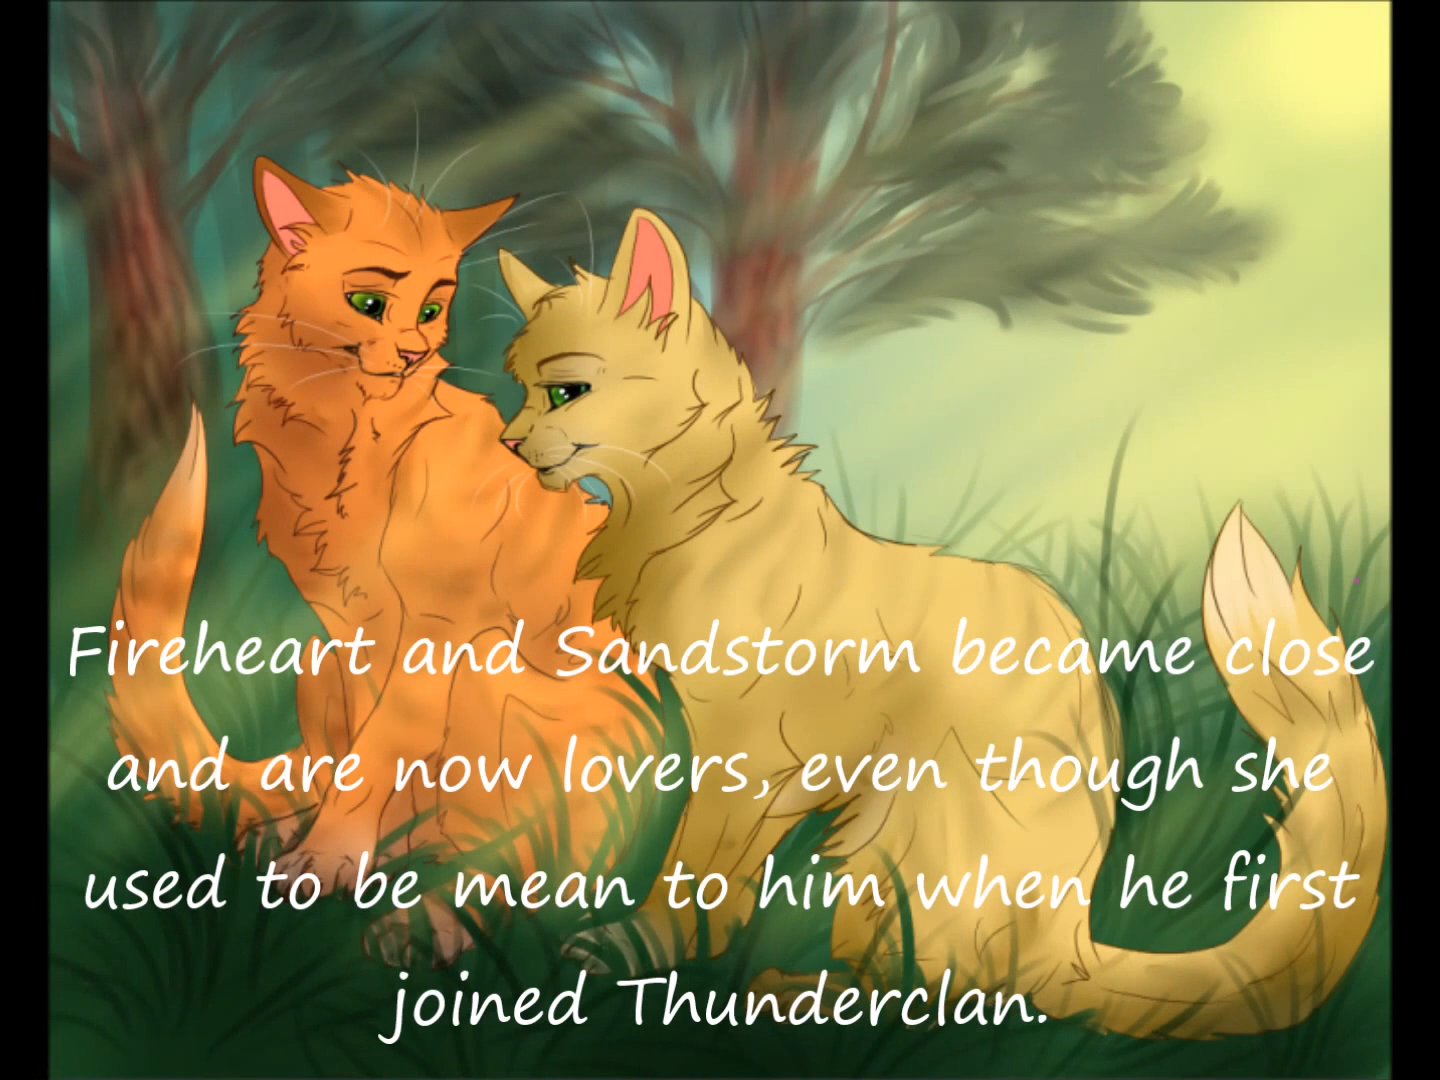 Fireheart and Sandstorm became close
and are now lovers, even though she
used to be mean to him when he first
joined Thunderclan.